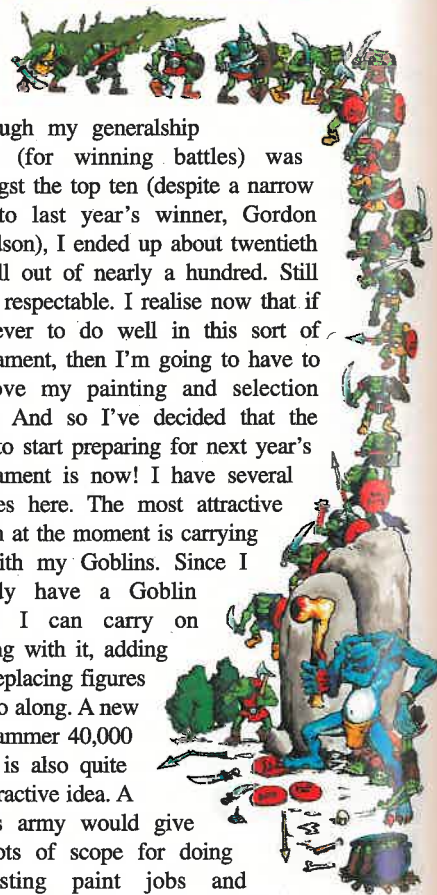 ugh my generalship
(for winning battles) was
gst the top ten (despite a narrow
to last year's winner, Gordon
dson), I ended up about twentieth
ll out of nearly a hundred. Still
respectable. I realise now that if
ever to do well in this sort of
ament, then I'm going to have to
ove my painting and selection
And so I've decided that the
to start preparing for next year's
ament is now! I have several
es here. The most attractive
n at the moment is carrying
ith my Goblins. Since I
dy have a Goblin
I can carry on
ng with it, adding
eplacing figures
o along. A new
ammer 40,000
is also quite
ractive idea. A
s army would give
ots of scope for doing
sting paint jobs and